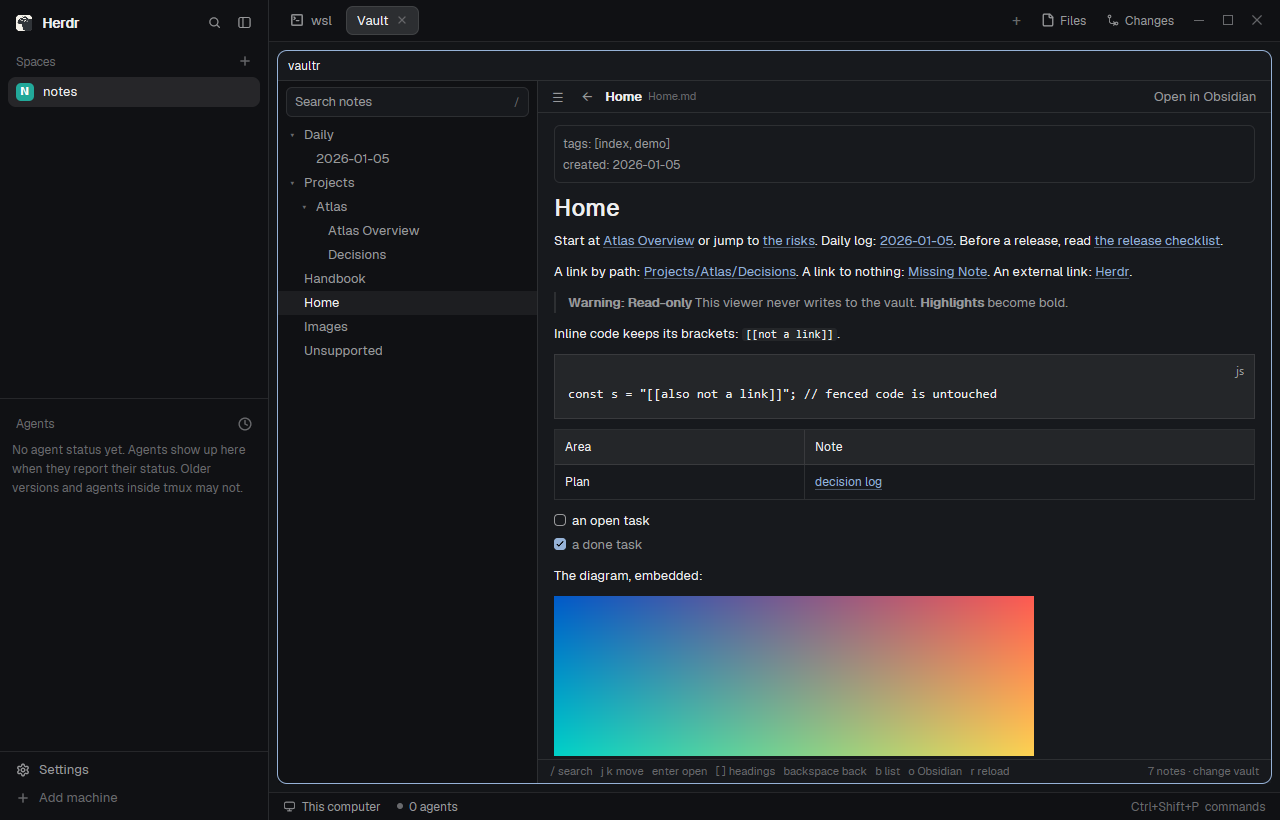 Herdr
wsl
Vault
Files
Changes
Spaces
N notes
vaultr
Search notes /
Daily
2026-01-05
Projects
Atlas
Atlas Overview
Decisions
Handbook
Home
Images
Unsupported
Home Home.md
Open in Obsidian
tags: [index, demo]
created: 2026-01-05
Home
Start at Atlas Overview or jump to the risks. Daily log: 2026-01-05. Before a release, read the release checklist.
A link by path: Projects/Atlas/Decisions. A link to nothing: Missing Note. An external link: Herdr.
Warning: Read-only This viewer never writes to the vault. Highlights become bold.
Inline code keeps its brackets: [[not a link]].
js
const s = "[[also not a link]]"; // fenced code is untouched
Area Note
Plan decision log
an open task
a done task
The diagram, embedded:
/ search j k move enter open [ ] headings backspace back b list o Obsidian r reload
7 notes · change vault
Agents
No agent status yet. Agents show up here
when they report their status. Older
versions and agents inside tmux may not.
Settings
Add machine
This computer
0 agents
Ctrl+Shift+P commands